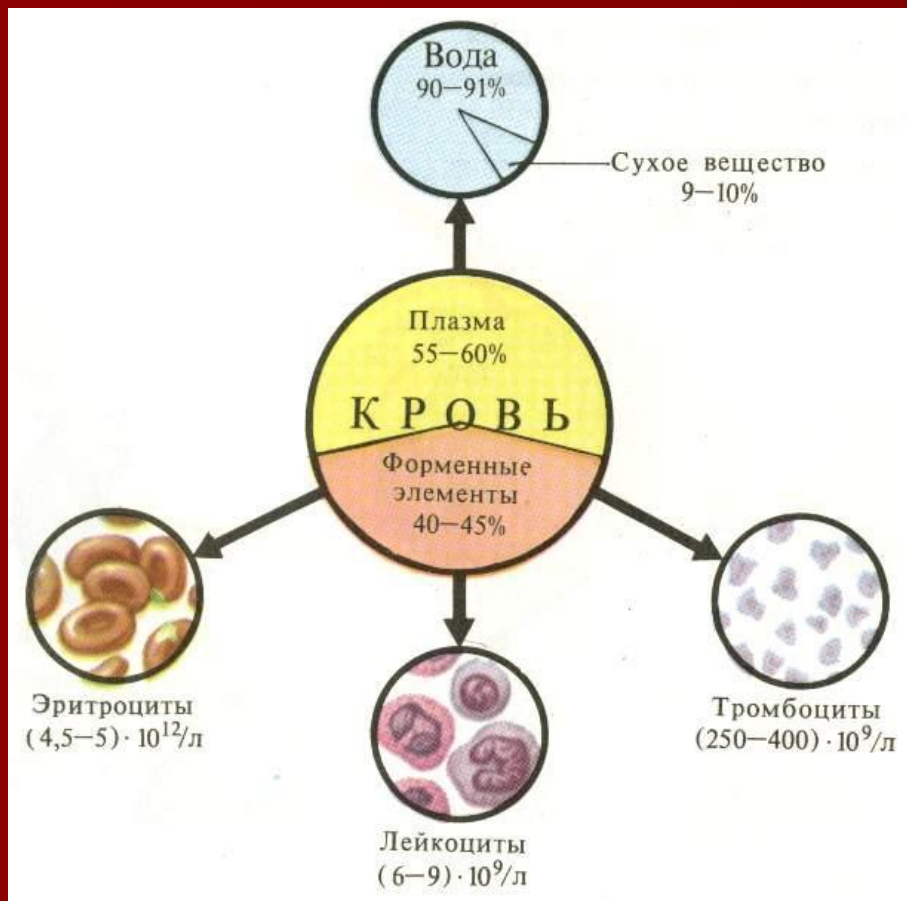 Вода
90—91%
Сухое вещество
9—10%
Плазма
55—60%
КРОВЬ
Форменные
элементы
40—45%
Эритроциты
(4,5—5)·10¹²/л
Лейкоциты
(6—9)·10⁹/л
Тромбоциты
(250—400)·10⁹/л